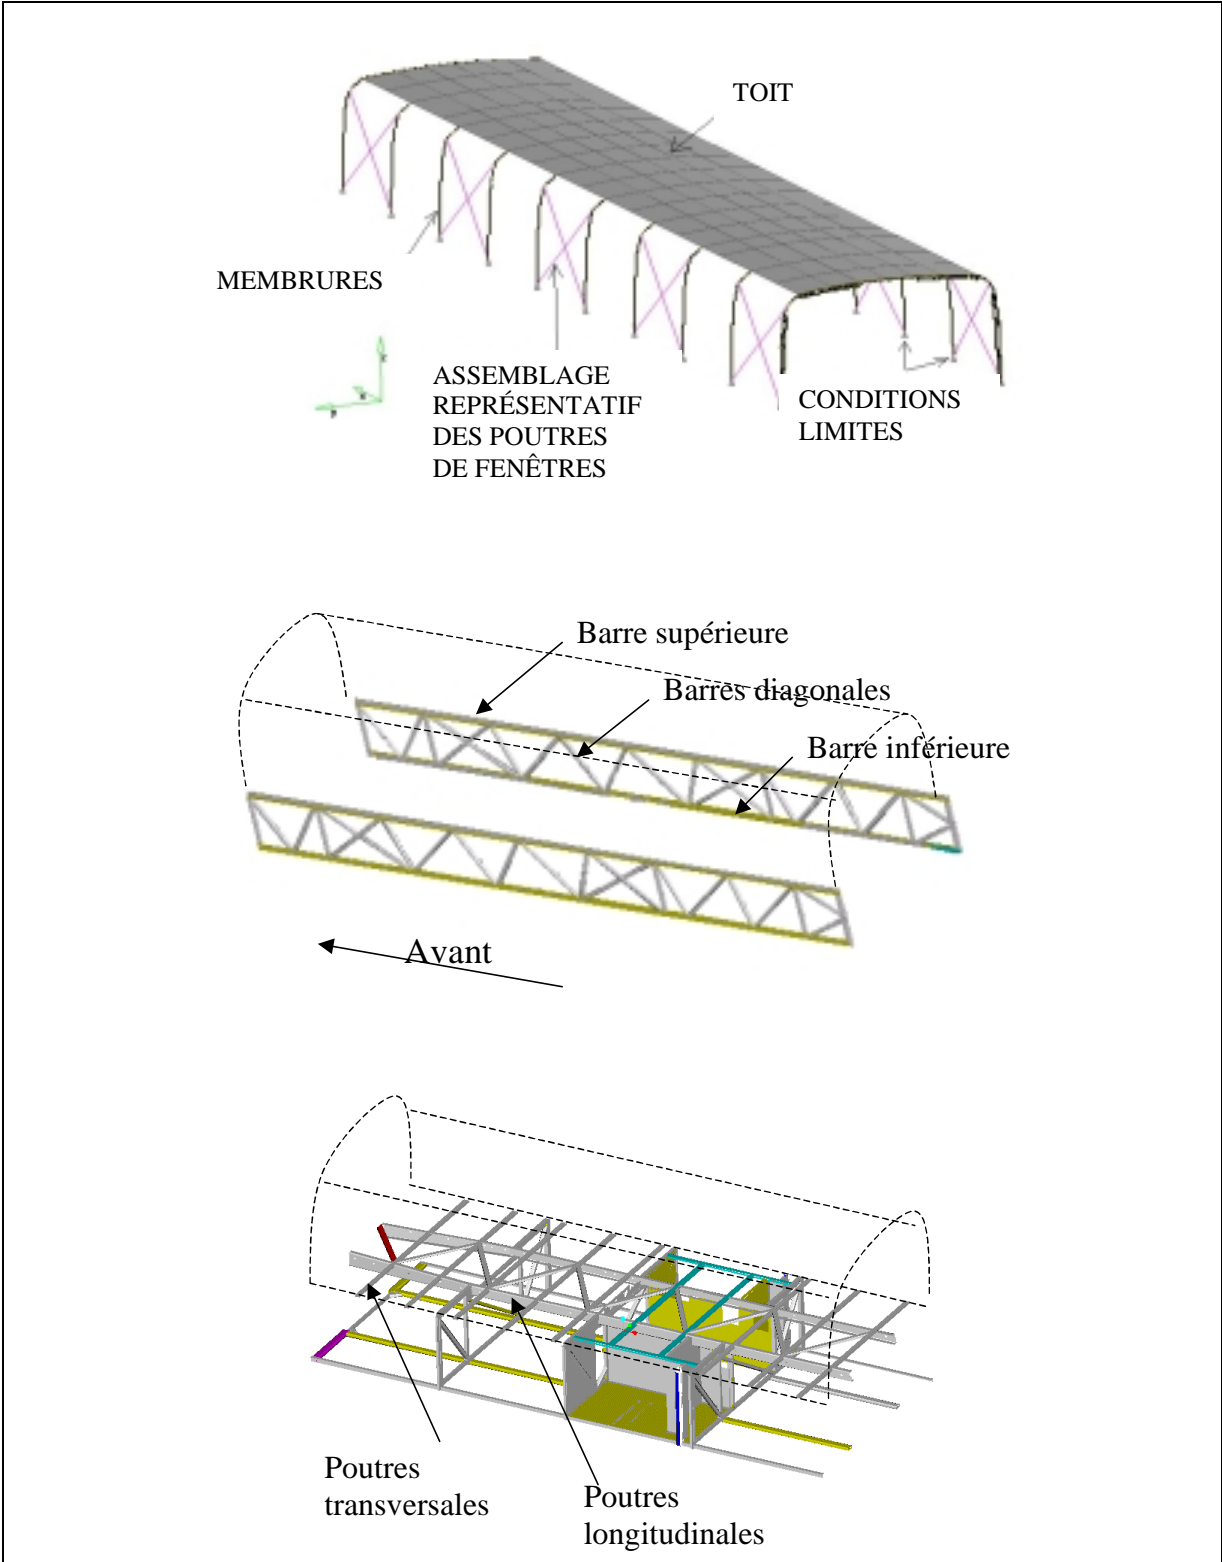 TOIT
MEMBRURES
ASSEMBLAGE
REPRÉSENTATIF
DES POUTRES
DE FENÊTRES
CONDITIONS
LIMITES
Barre supérieure
Barres diagonales
Barre inférieure
Avant
Poutres
transversales
Poutres
longitudinales